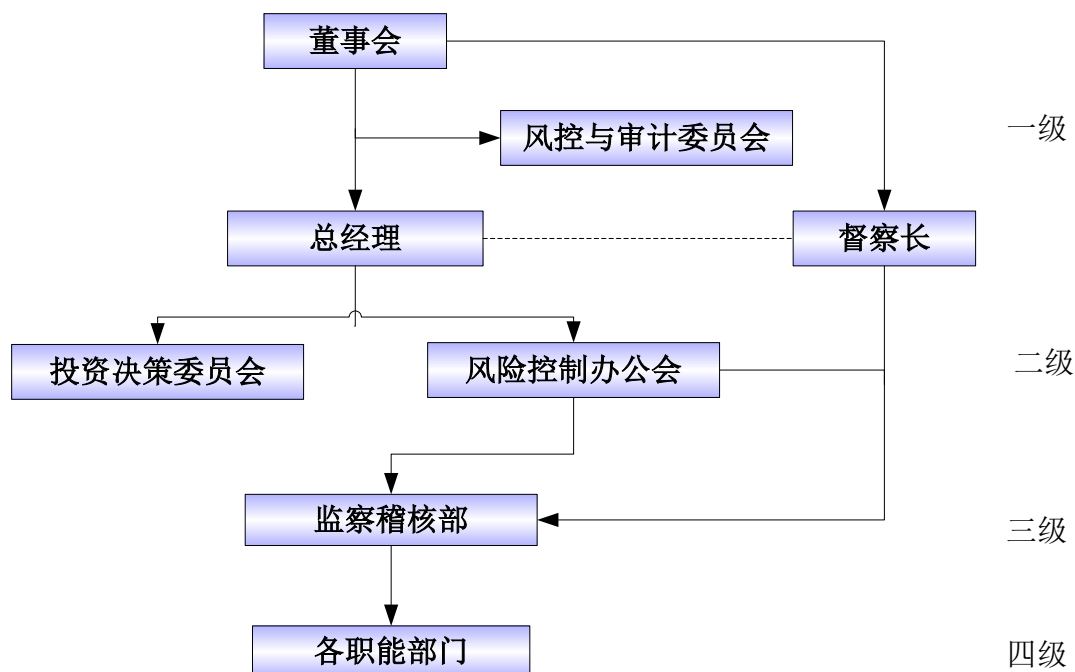 董事会
风控与审计委员会
一级
总经理
督察长
投资决策委员会
风险控制办公会
二级
监察稽核部
三级
各职能部门
四级